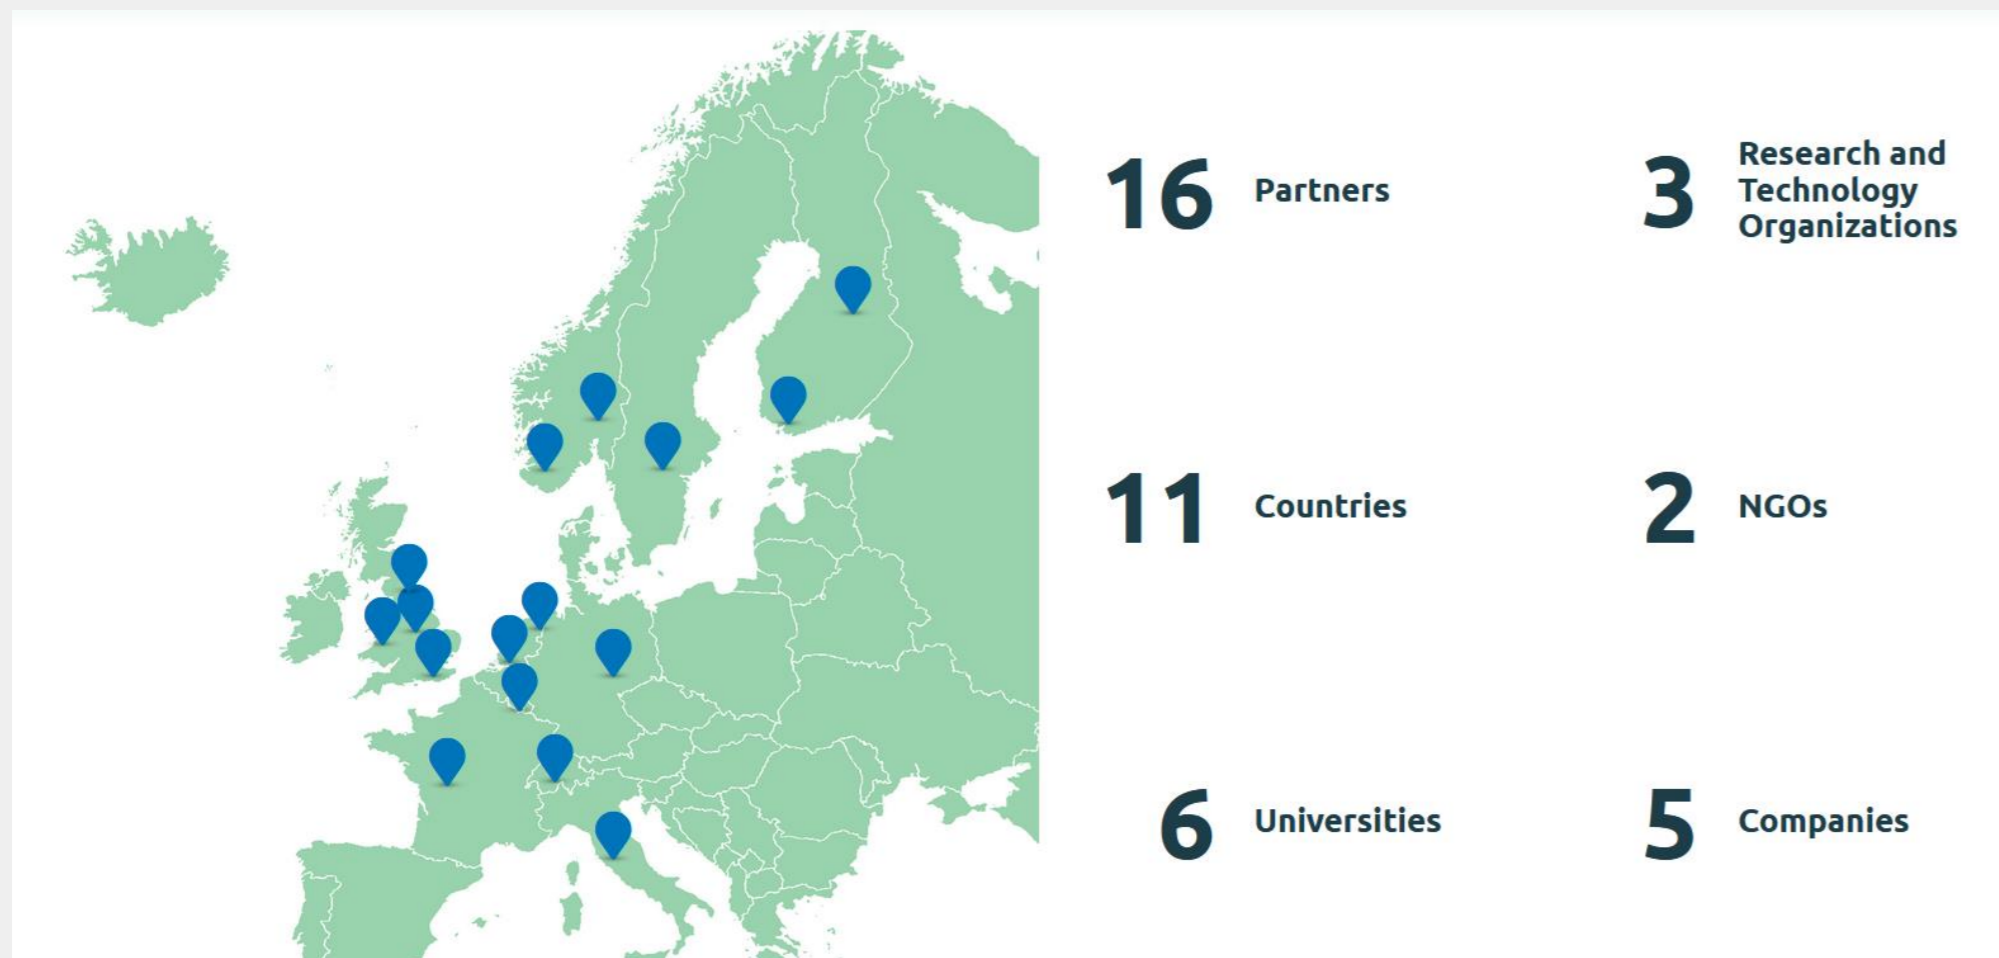 16 Partners
3 Research and
Technology
Organizations
11 Countries
2 NGOs
6 Universities
5 Companies